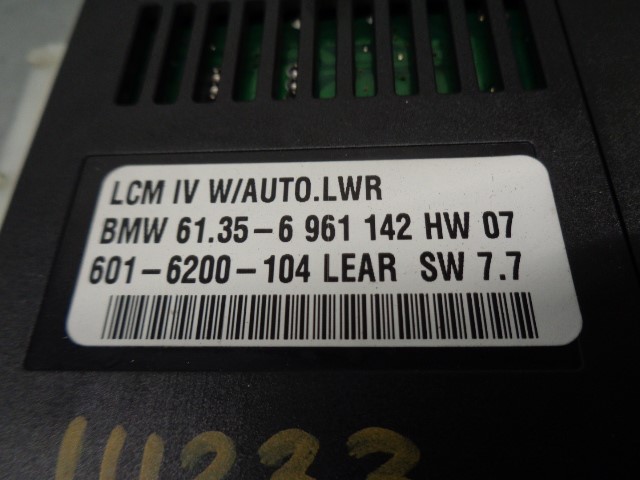 LCM IV W/AUTO.LWR
BMW 61.35-6 961 142 HW 07
601-6200-104 LEAR SW 7.7